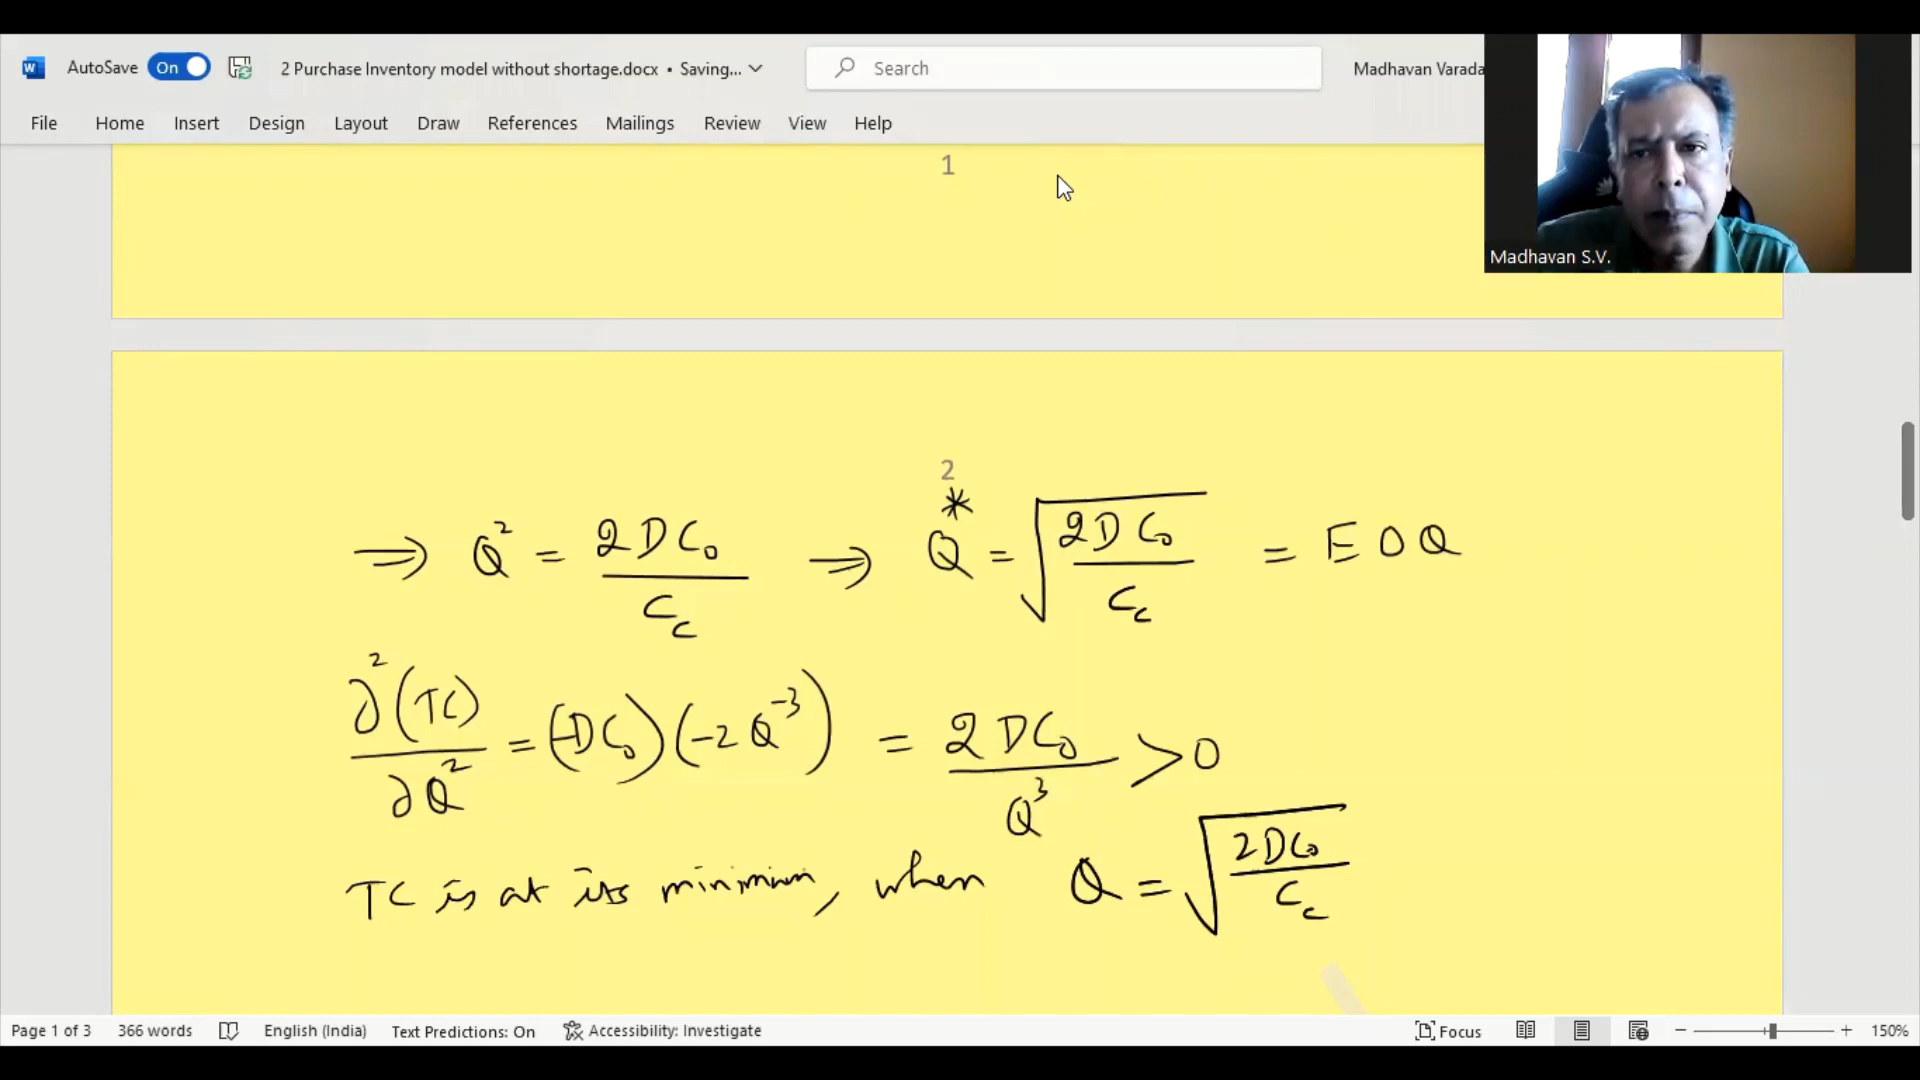 AutoSave On 2 Purchase Inventory model without shortage.docx • Saving... Search Madhavan Varada
File Home Insert Design Layout Draw References Mailings Review View Help
Madhavan S.V.
1
2
⇒ Q² = 2DC₀ / C_c ⇒ Q* = √(2DC₀ / C_c) = EOQ
∂²(TC) / ∂Q² = (-DC₀)(-2Q⁻³) = 2DC₀ / Q³ > 0
TC is at its minimum, when Q = √(2DC₀ / C_c)
Page 1 of 3 366 words English (India) Text Predictions: On Accessibility: Investigate Focus 150%